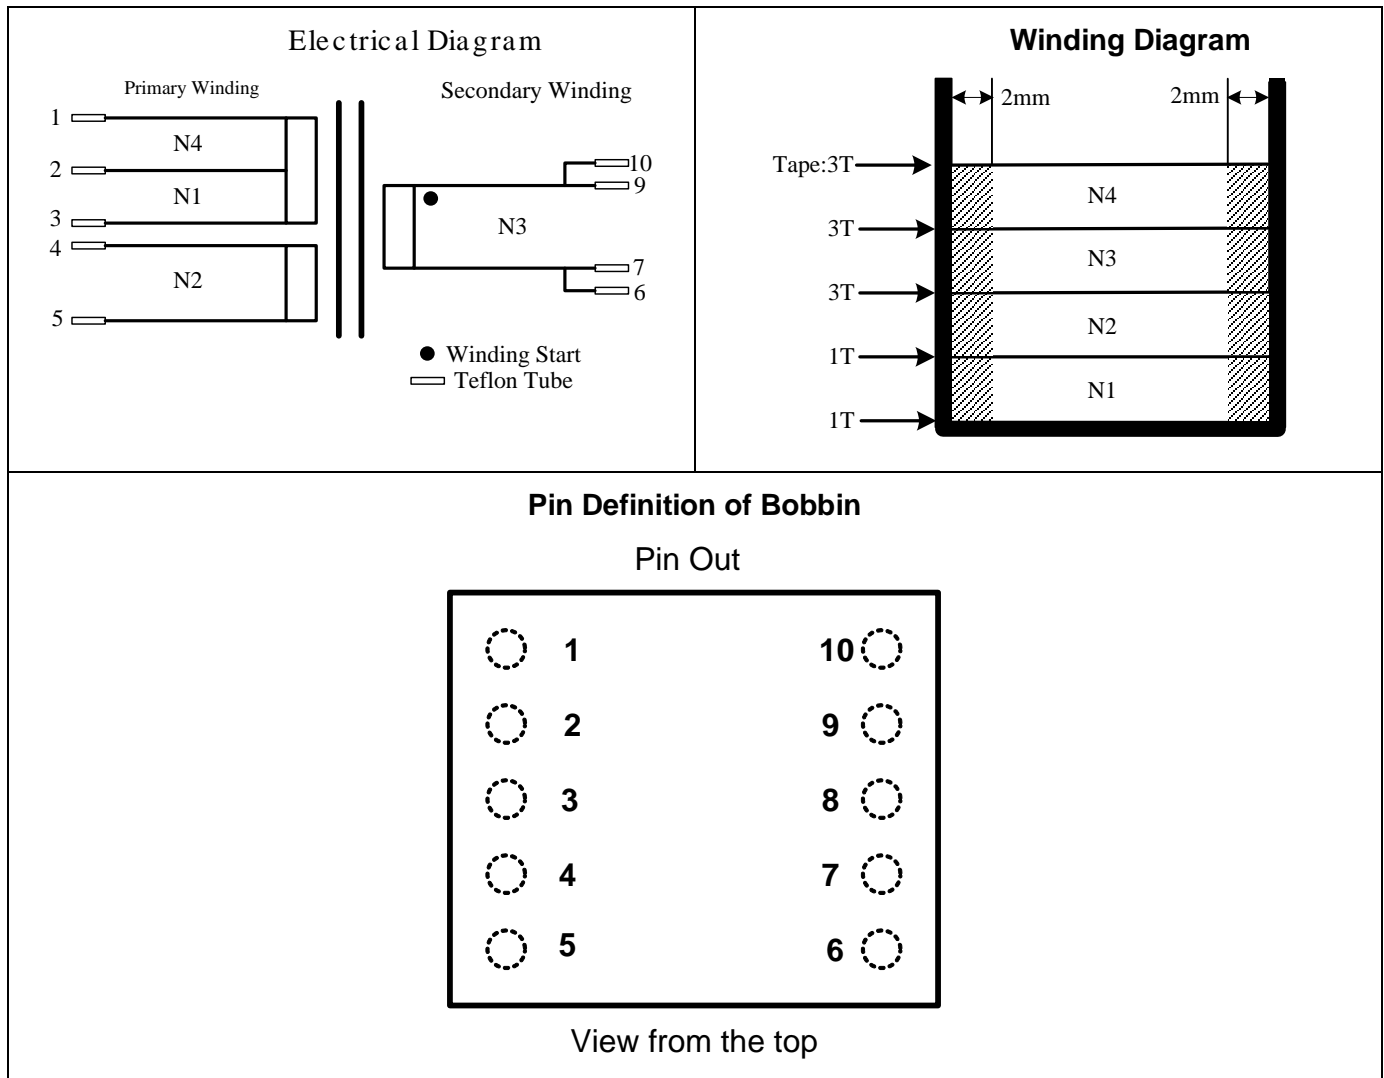 Electrical Diagram
Primary Winding
Secondary Winding
1
N4
2
N1
3
4
N2
5
10
9
N3
7
6
Winding Start
Teflon Tube
Winding Diagram
2mm
2mm
Tape:3T
N4
3T
N3
3T
N2
1T
N1
1T
Pin Definition of Bobbin
Pin Out
1 10
2 9
3 8
4 7
5 6
View from the top